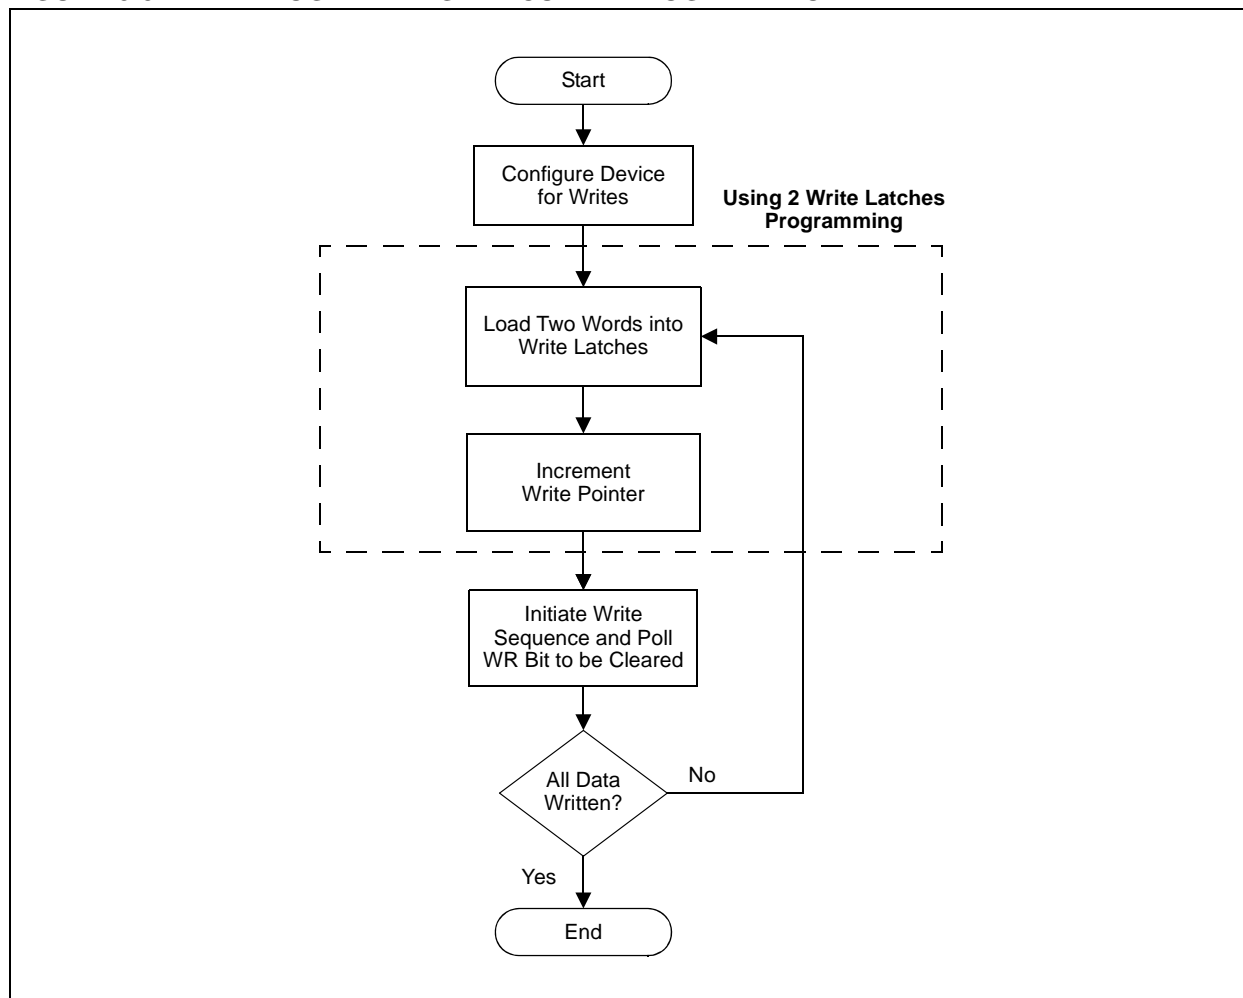 Start
Configure Device
for Writes
Using 2 Write Latches
Programming
Load Two Words into
Write Latches
Increment
Write Pointer
Initiate Write
Sequence and Poll
WR Bit to be Cleared
All Data
Written?
No
Yes
End